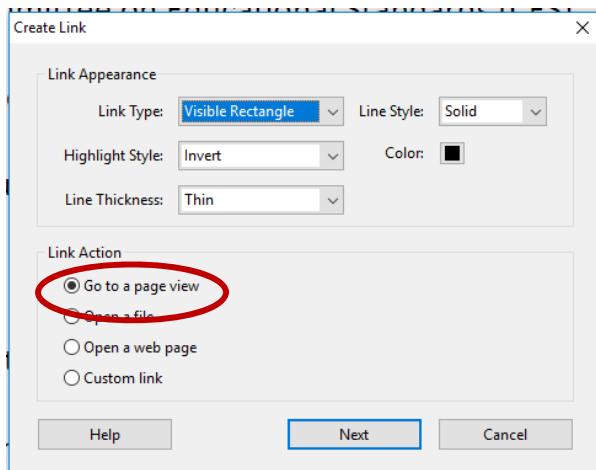 Create Link
Link Appearance
Link Type: Visible Rectangle Line Style: Solid
Highlight Style: Invert Color:
Line Thickness: Thin
Link Action
Go to a page view
Open a file
Open a web page
Custom link
Help Next Cancel